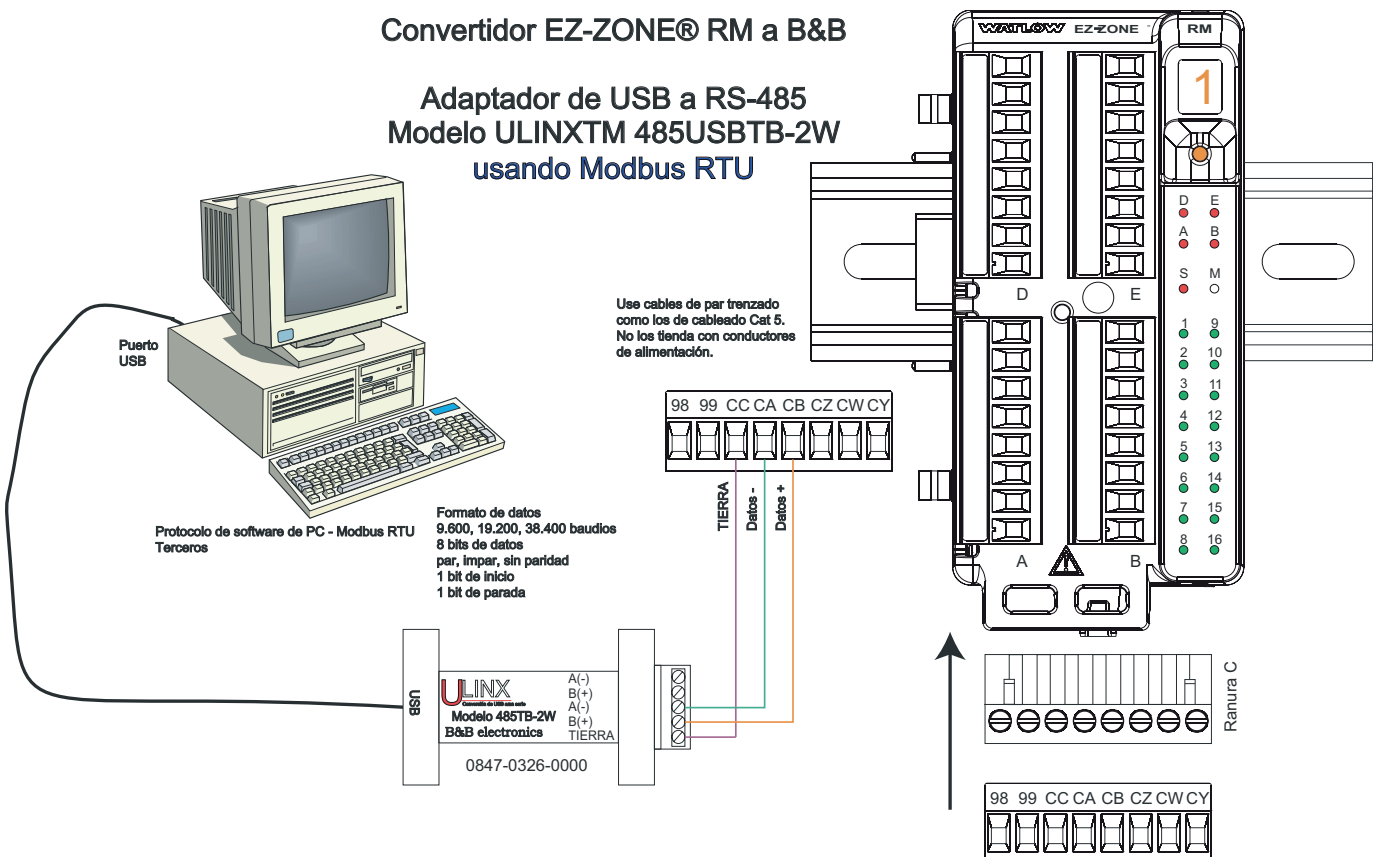 Convertidor EZ-ZONE® RM a B&B
Adaptador de USB a RS-485
Modelo ULINXTM 485USBTB-2W
usando Modbus RTU
WATLOW EZ-ZONE
RM
1
D E
A B
S M
1 9
2 10
3 11
4 12
5 13
6 14
7 15
8 16
D E
A B
Puerto
USB
Use cables de par trenzado
como los de cableado Cat 5.
No los tienda con conductores
de alimentación.
98 99 CC CA CB CZ CW CY
TIERRA
Datos -
Datos +
Protocolo de software de PC - Modbus RTU
Terceros
Formato de datos
9.600, 19.200, 38.400 baudios
8 bits de datos
par, impar, sin paridad
1 bit de inicio
1 bit de parada
USB
ULINX
Conversión de USB una serie
Modelo 485TB-2W
B&B electronics
A(-)
B(+)
A(-)
B(+)
TIERRA
0847-0326-0000
Ranura C
98 99 CC CA CB CZ CW CY